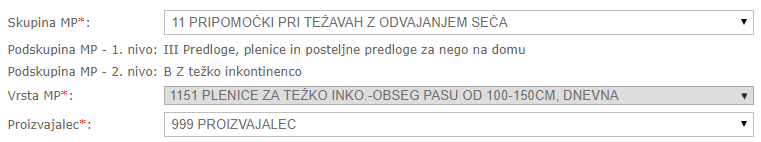 Skupina MP*: 11 PRIPOMOČKI PRI TEŽAVAH Z ODVAJANJEM SEČA
Podskupina MP - 1. nivo: III Predloge, plenice in posteljne predloge za nego na domu
Podskupina MP - 2. nivo: B Z težko inkontinenco
Vrsta MP*: 1151 PLENICE ZA TEŽKO INKO.-OBSEG PASU OD 100-150CM, DNEVNA
Proizvajalec*: 999 PROIZVAJALEC